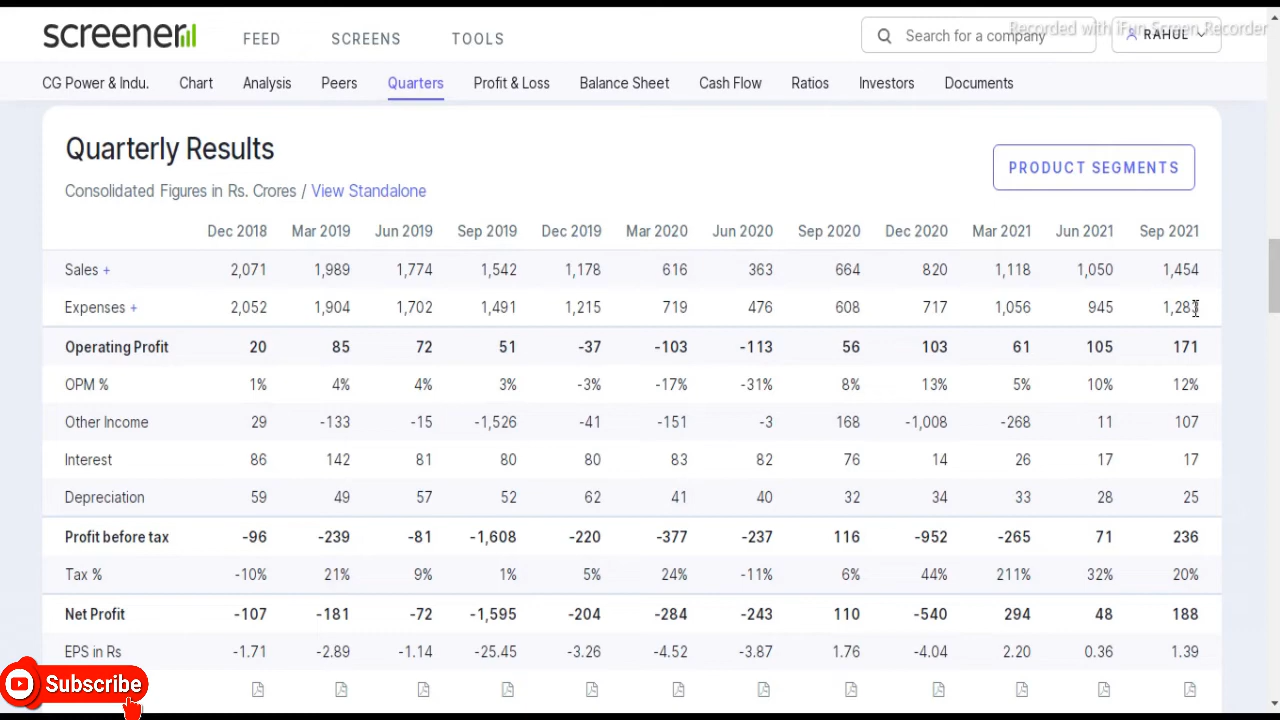 screener FEED SCREENS TOOLS Search for a company RAHUL
Recorded with iFun Screen Recorder
CG Power & Indu. Chart Analysis Peers Quarters Profit & Loss Balance Sheet Cash Flow Ratios Investors Documents
Quarterly Results
PRODUCT SEGMENTS
Consolidated Figures in Rs. Crores / View Standalone
Dec 2018 Mar 2019 Jun 2019 Sep 2019 Dec 2019 Mar 2020 Jun 2020 Sep 2020 Dec 2020 Mar 2021 Jun 2021 Sep 2021
Sales + 2,071 1,989 1,774 1,542 1,178 616 363 664 820 1,118 1,050 1,454
Expenses + 2,052 1,904 1,702 1,491 1,215 719 476 608 717 1,056 945 1,283
Operating Profit 20 85 72 51 -37 -103 -113 56 103 61 105 171
OPM % 1% 4% 4% 3% -3% -17% -31% 8% 13% 5% 10% 12%
Other Income 29 -133 -15 -1,526 -41 -151 -3 168 -1,008 -268 11 107
Interest 86 142 81 80 80 83 82 76 14 26 17 17
Depreciation 59 49 57 52 62 41 40 32 34 33 28 25
Profit before tax -96 -239 -81 -1,608 -220 -377 -237 116 -952 -265 71 236
Tax % -10% 21% 9% 1% 5% 24% -11% 6% 44% 211% 32% 20%
Net Profit -107 -181 -72 -1,595 -204 -284 -243 110 -540 294 48 188
EPS in Rs -1.71 -2.89 -1.14 -25.45 -3.26 -4.52 -3.87 1.76 -4.04 2.20 0.36 1.39
Subscribe